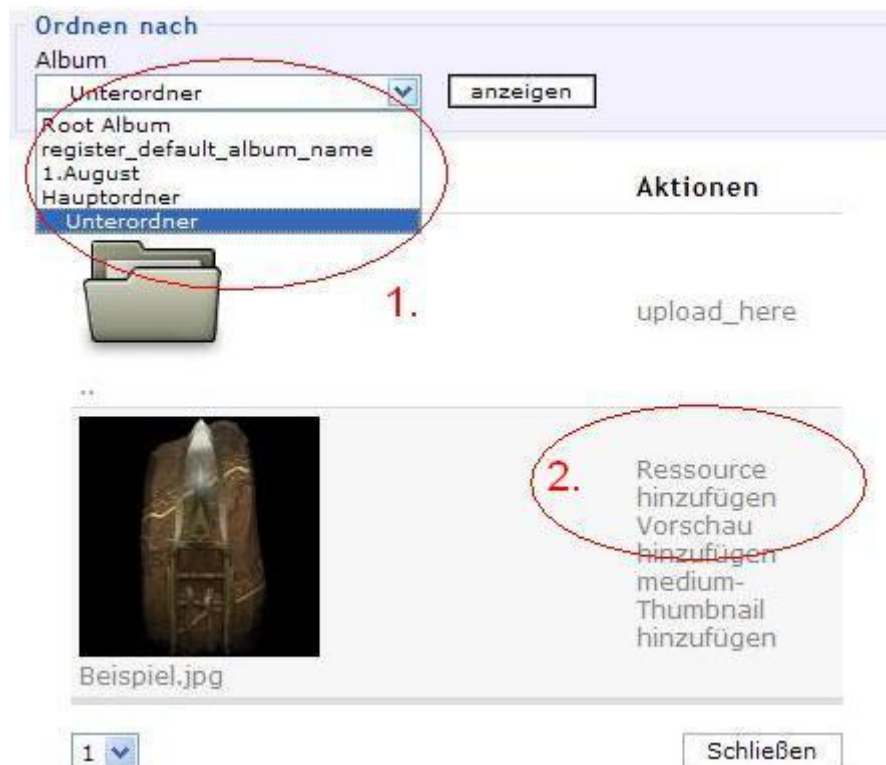 Ordnen nach
Album
Unterordner
anzeigen
Root Album
register_default_album_name
1.August
Hauptordner
Unterordner
Aktionen
1.
upload_here
..
2.
Ressource
hinzufügen
Vorschau
hinzufügen
medium-
Thumbnail
hinzufügen
Beispiel.jpg
1
Schließen